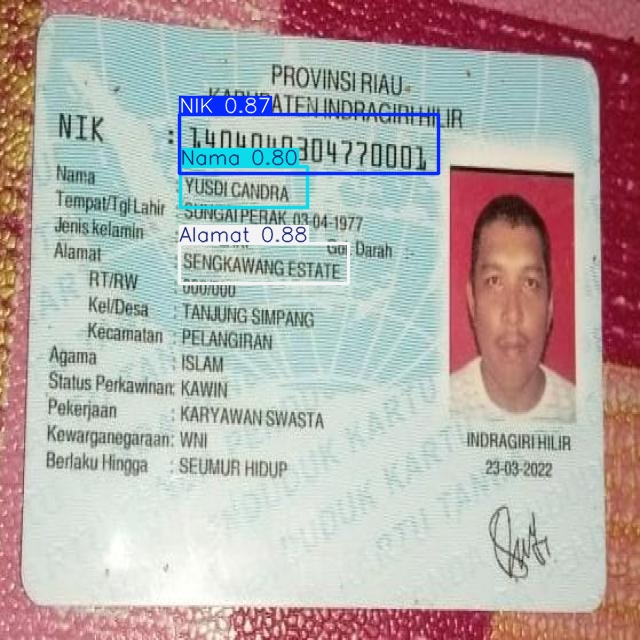 PROVINSI RIAU
KABUPATEN INDRAGIRI HILIR
NIK 0.87
NIK : 1404040304770001
Nama 0.80
Nama YUSDI CANDRA
Tempat/Tgl Lahir : SUNGAI PERAK, 03-04-1977
Alamat 0.88
Jenis kelamin Gol. Darah :-
Alamat SENGKAWANG ESTATE
RT/RW : 000/000
Kel/Desa : TANJUNG SIMPANG
Kecamatan : PELANGIRAN
Agama : ISLAM
Status Perkawinan: KAWIN
Pekerjaan : KARYAWAN SWASTA
Kewarganegaraan: WNI
Berlaku Hingga : SEUMUR HIDUP
INDRAGIRI HILIR
23-03-2022